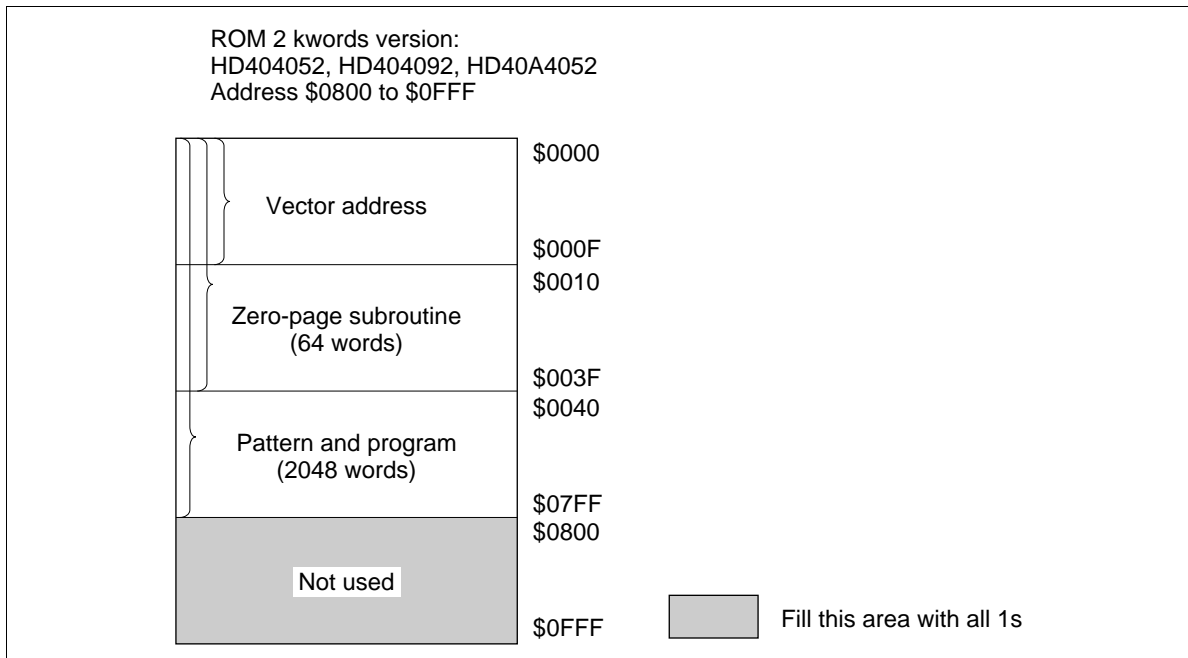 ROM 2 kwords version:
HD404052, HD404092, HD40A4052
Address $0800 to $0FFF
$0000
Vector address
$000F
$0010
Zero-page subroutine
(64 words)
$003F
$0040
Pattern and program
(2048 words)
$07FF
$0800
Not used
$0FFF
Fill this area with all 1s